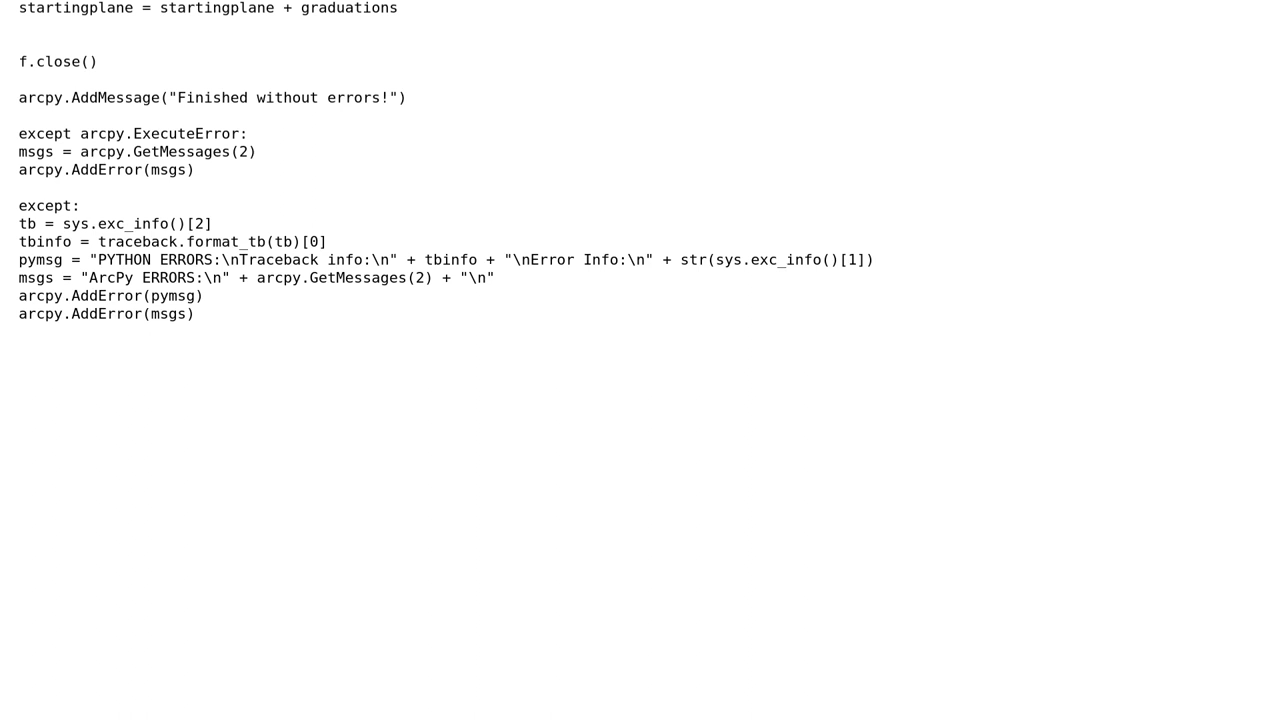 startingplane = startingplane + graduations
f.close()
arcpy.AddMessage("Finished without errors!")
except arcpy.ExecuteError:
msgs = arcpy.GetMessages(2)
arcpy.AddError(msgs)
except:
tb = sys.exc_info()[2]
tbinfo = traceback.format_tb(tb)[0]
pymsg = "PYTHON ERRORS:\nTraceback info:\n" + tbinfo + "\nError Info:\n" + str(sys.exc_info()[1])
msgs = "ArcPy ERRORS:\n" + arcpy.GetMessages(2) + "\n"
arcpy.AddError(pymsg)
arcpy.AddError(msgs)